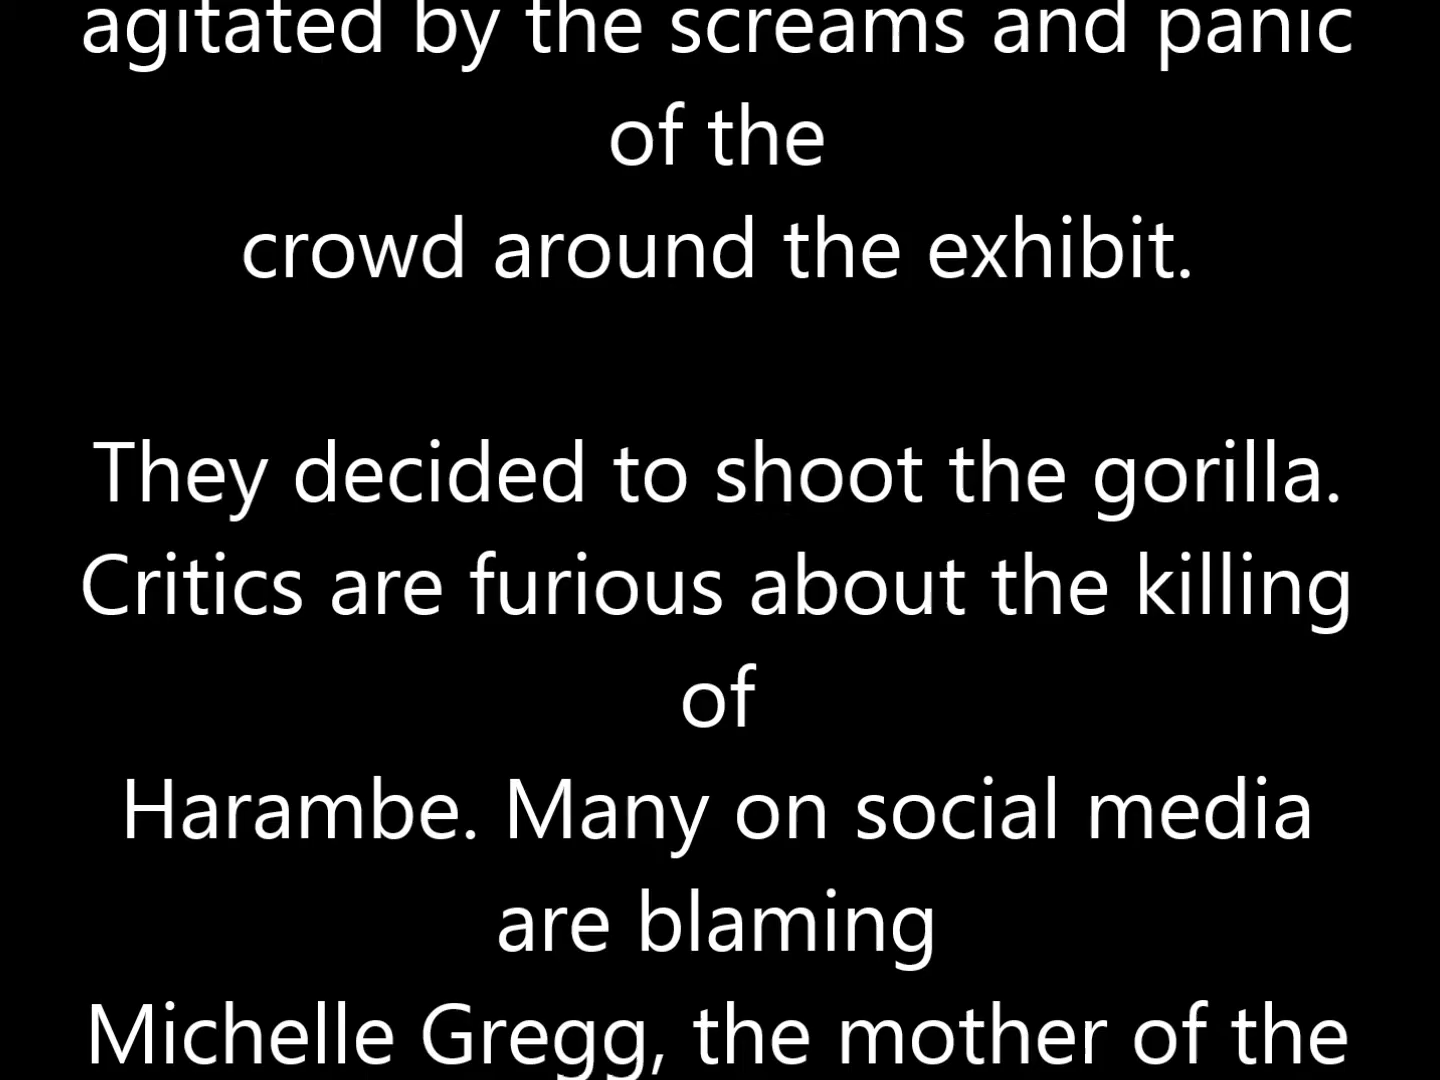 agitated by the screams and panic
of the
crowd around the exhibit.
They decided to shoot the gorilla.
Critics are furious about the killing
of
Harambe. Many on social media
are blaming
Michelle Gregg, the mother of the